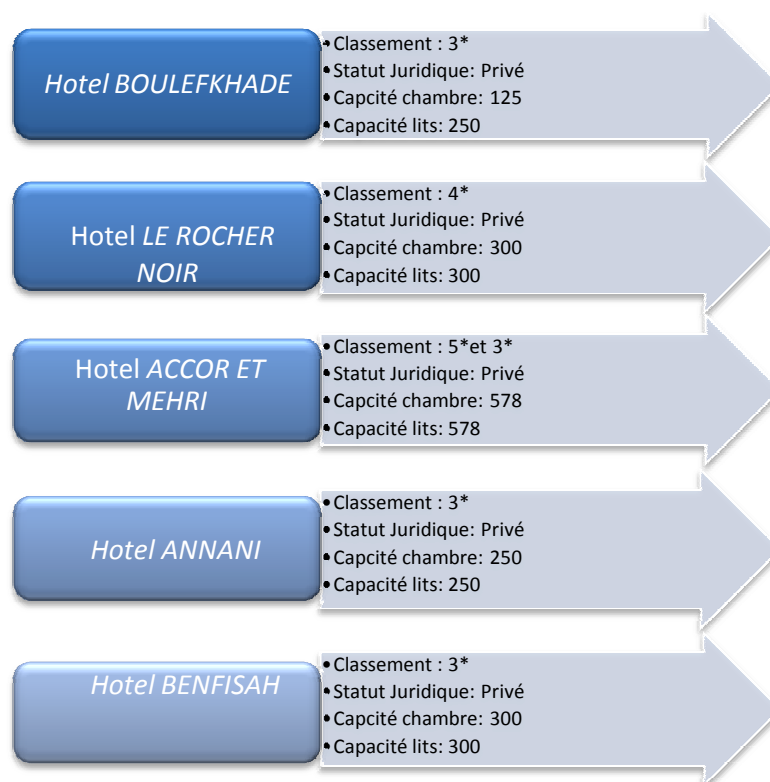 Hotel BOULEFKHADE
•Classement : 3*
•Statut Juridique: Privé
•Capcité chambre: 125
•Capacité lits: 250
Hotel LE ROCHER
NOIR
•Classement : 4*
•Statut Juridique: Privé
•Capcité chambre: 300
•Capacité lits: 300
Hotel ACCOR ET
MEHRI
•Classement : 5*et 3*
•Statut Juridique: Privé
•Capcité chambre: 578
•Capacité lits: 578
Hotel ANNANI
•Classement : 3*
•Statut Juridique: Privé
•Capcité chambre: 250
•Capacité lits: 250
Hotel BENFISAH
•Classement : 3*
•Statut Juridique: Privé
•Capcité chambre: 300
•Capacité lits: 300